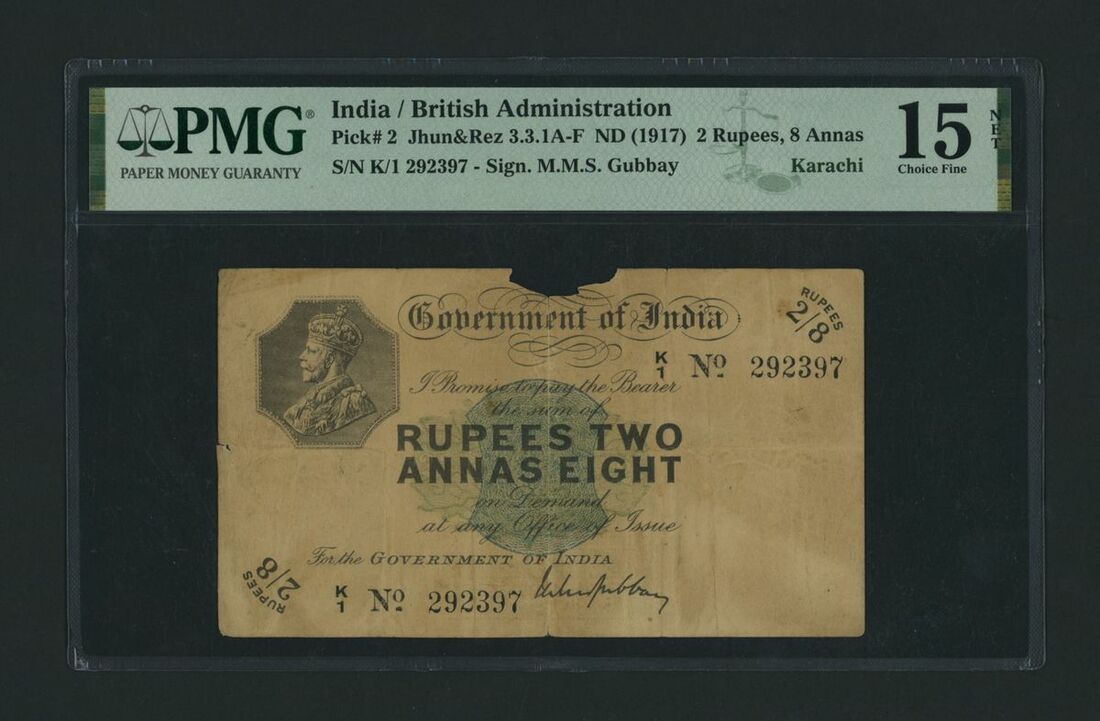 PMG®
PAPER MONEY GUARANTY
India / British Administration
Pick# 2 Jhun&Rez 3.3.1A-F ND (1917) 2 Rupees, 8 Annas
S/N K/1 292397 - Sign. M.M.S. Gubbay Karachi
15
Choice Fine
NET
Government of India
RUPEES
2/8
K/1 No 292397
I Promise to pay the Bearer
the sum of
RUPEES TWO
ANNAS EIGHT
on Demand
at any Office of Issue
For the GOVERNMENT OF INDIA
RUPEES
2/8
K/1 No 292397